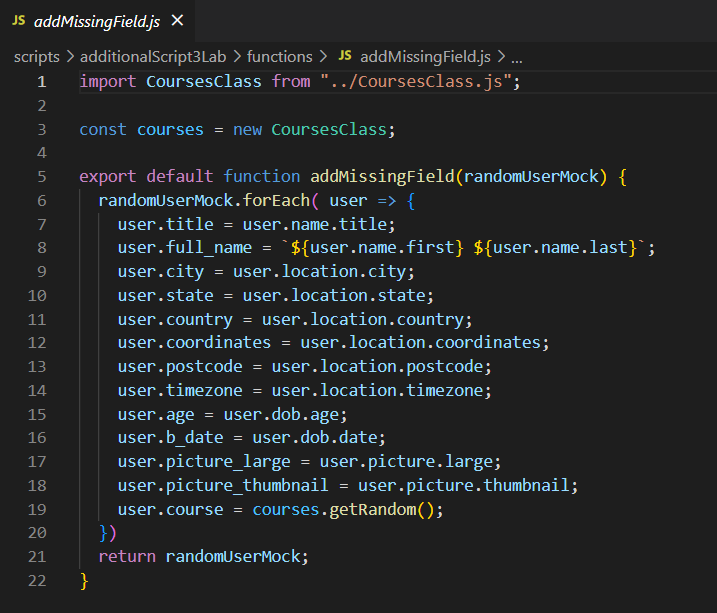 JS addMissingField.js ×
scripts > additionalScript3Lab > functions > JS addMissingField.js > ...
1 import CoursesClass from "../CoursesClass.js";
2
3 const courses = new CoursesClass;
4
5 export default function addMissingField(randomUserMock) {
6 randomUserMock.forEach( user => {
7 user.title = user.name.title;
8 user.full_name = `${user.name.first} ${user.name.last}`;
9 user.city = user.location.city;
10 user.state = user.location.state;
11 user.country = user.location.country;
12 user.coordinates = user.location.coordinates;
13 user.postcode = user.location.postcode;
14 user.timezone = user.location.timezone;
15 user.age = user.dob.age;
16 user.b_date = user.dob.date;
17 user.picture_large = user.picture.large;
18 user.picture_thumbnail = user.picture.thumbnail;
19 user.course = courses.getRandom();
20 })
21 return randomUserMock;
22 }